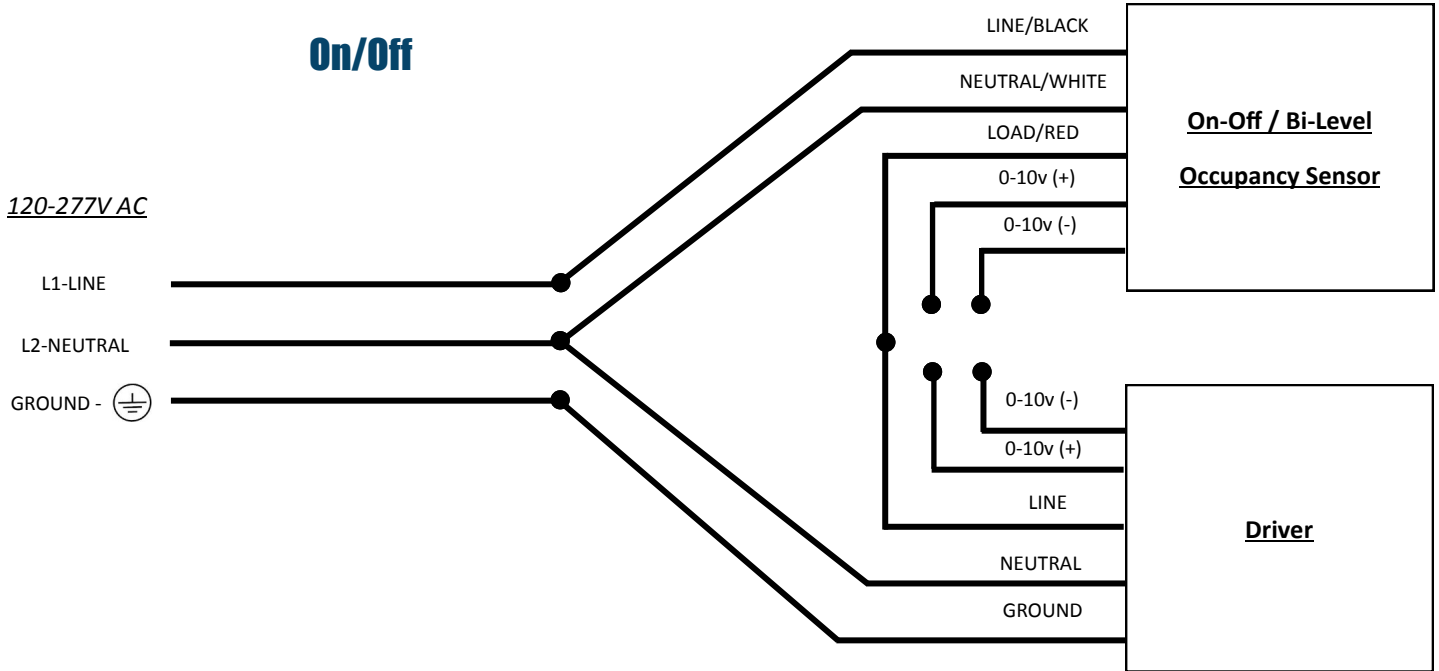 On/Off
LINE/BLACK
NEUTRAL/WHITE
LOAD/RED
0-10v (+)
0-10v (-)
On-Off / Bi-Level
Occupancy Sensor
120-277V AC
L1-LINE
L2-NEUTRAL
GROUND -
0-10v (-)
0-10v (+)
LINE
NEUTRAL
GROUND
Driver